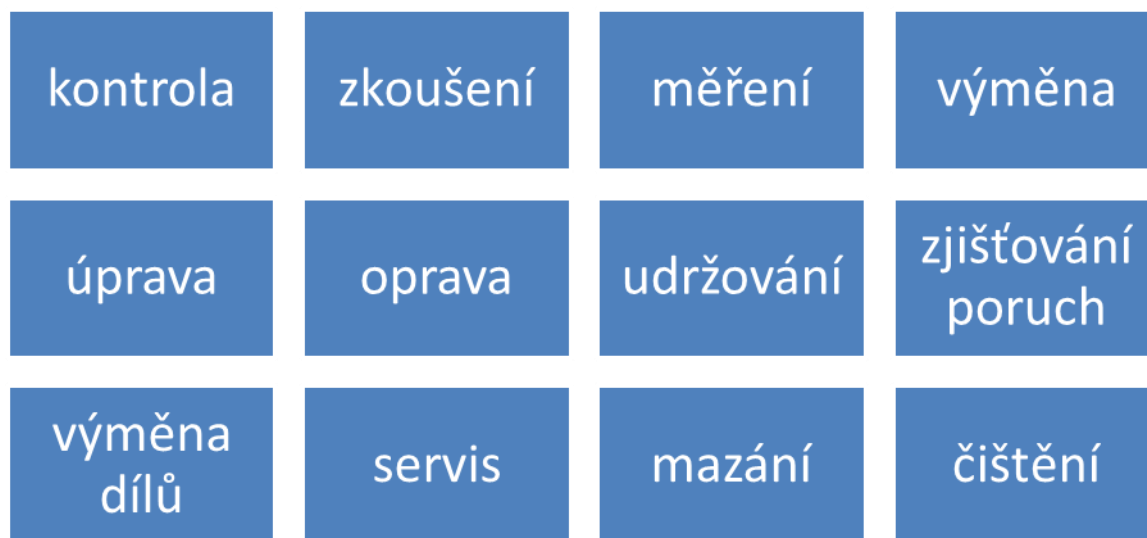 kontrola
zkoušení
měření
výměna
úprava
oprava
udržování
zjišťování
poruch
výměna
dílů
servis
mazání
čištění